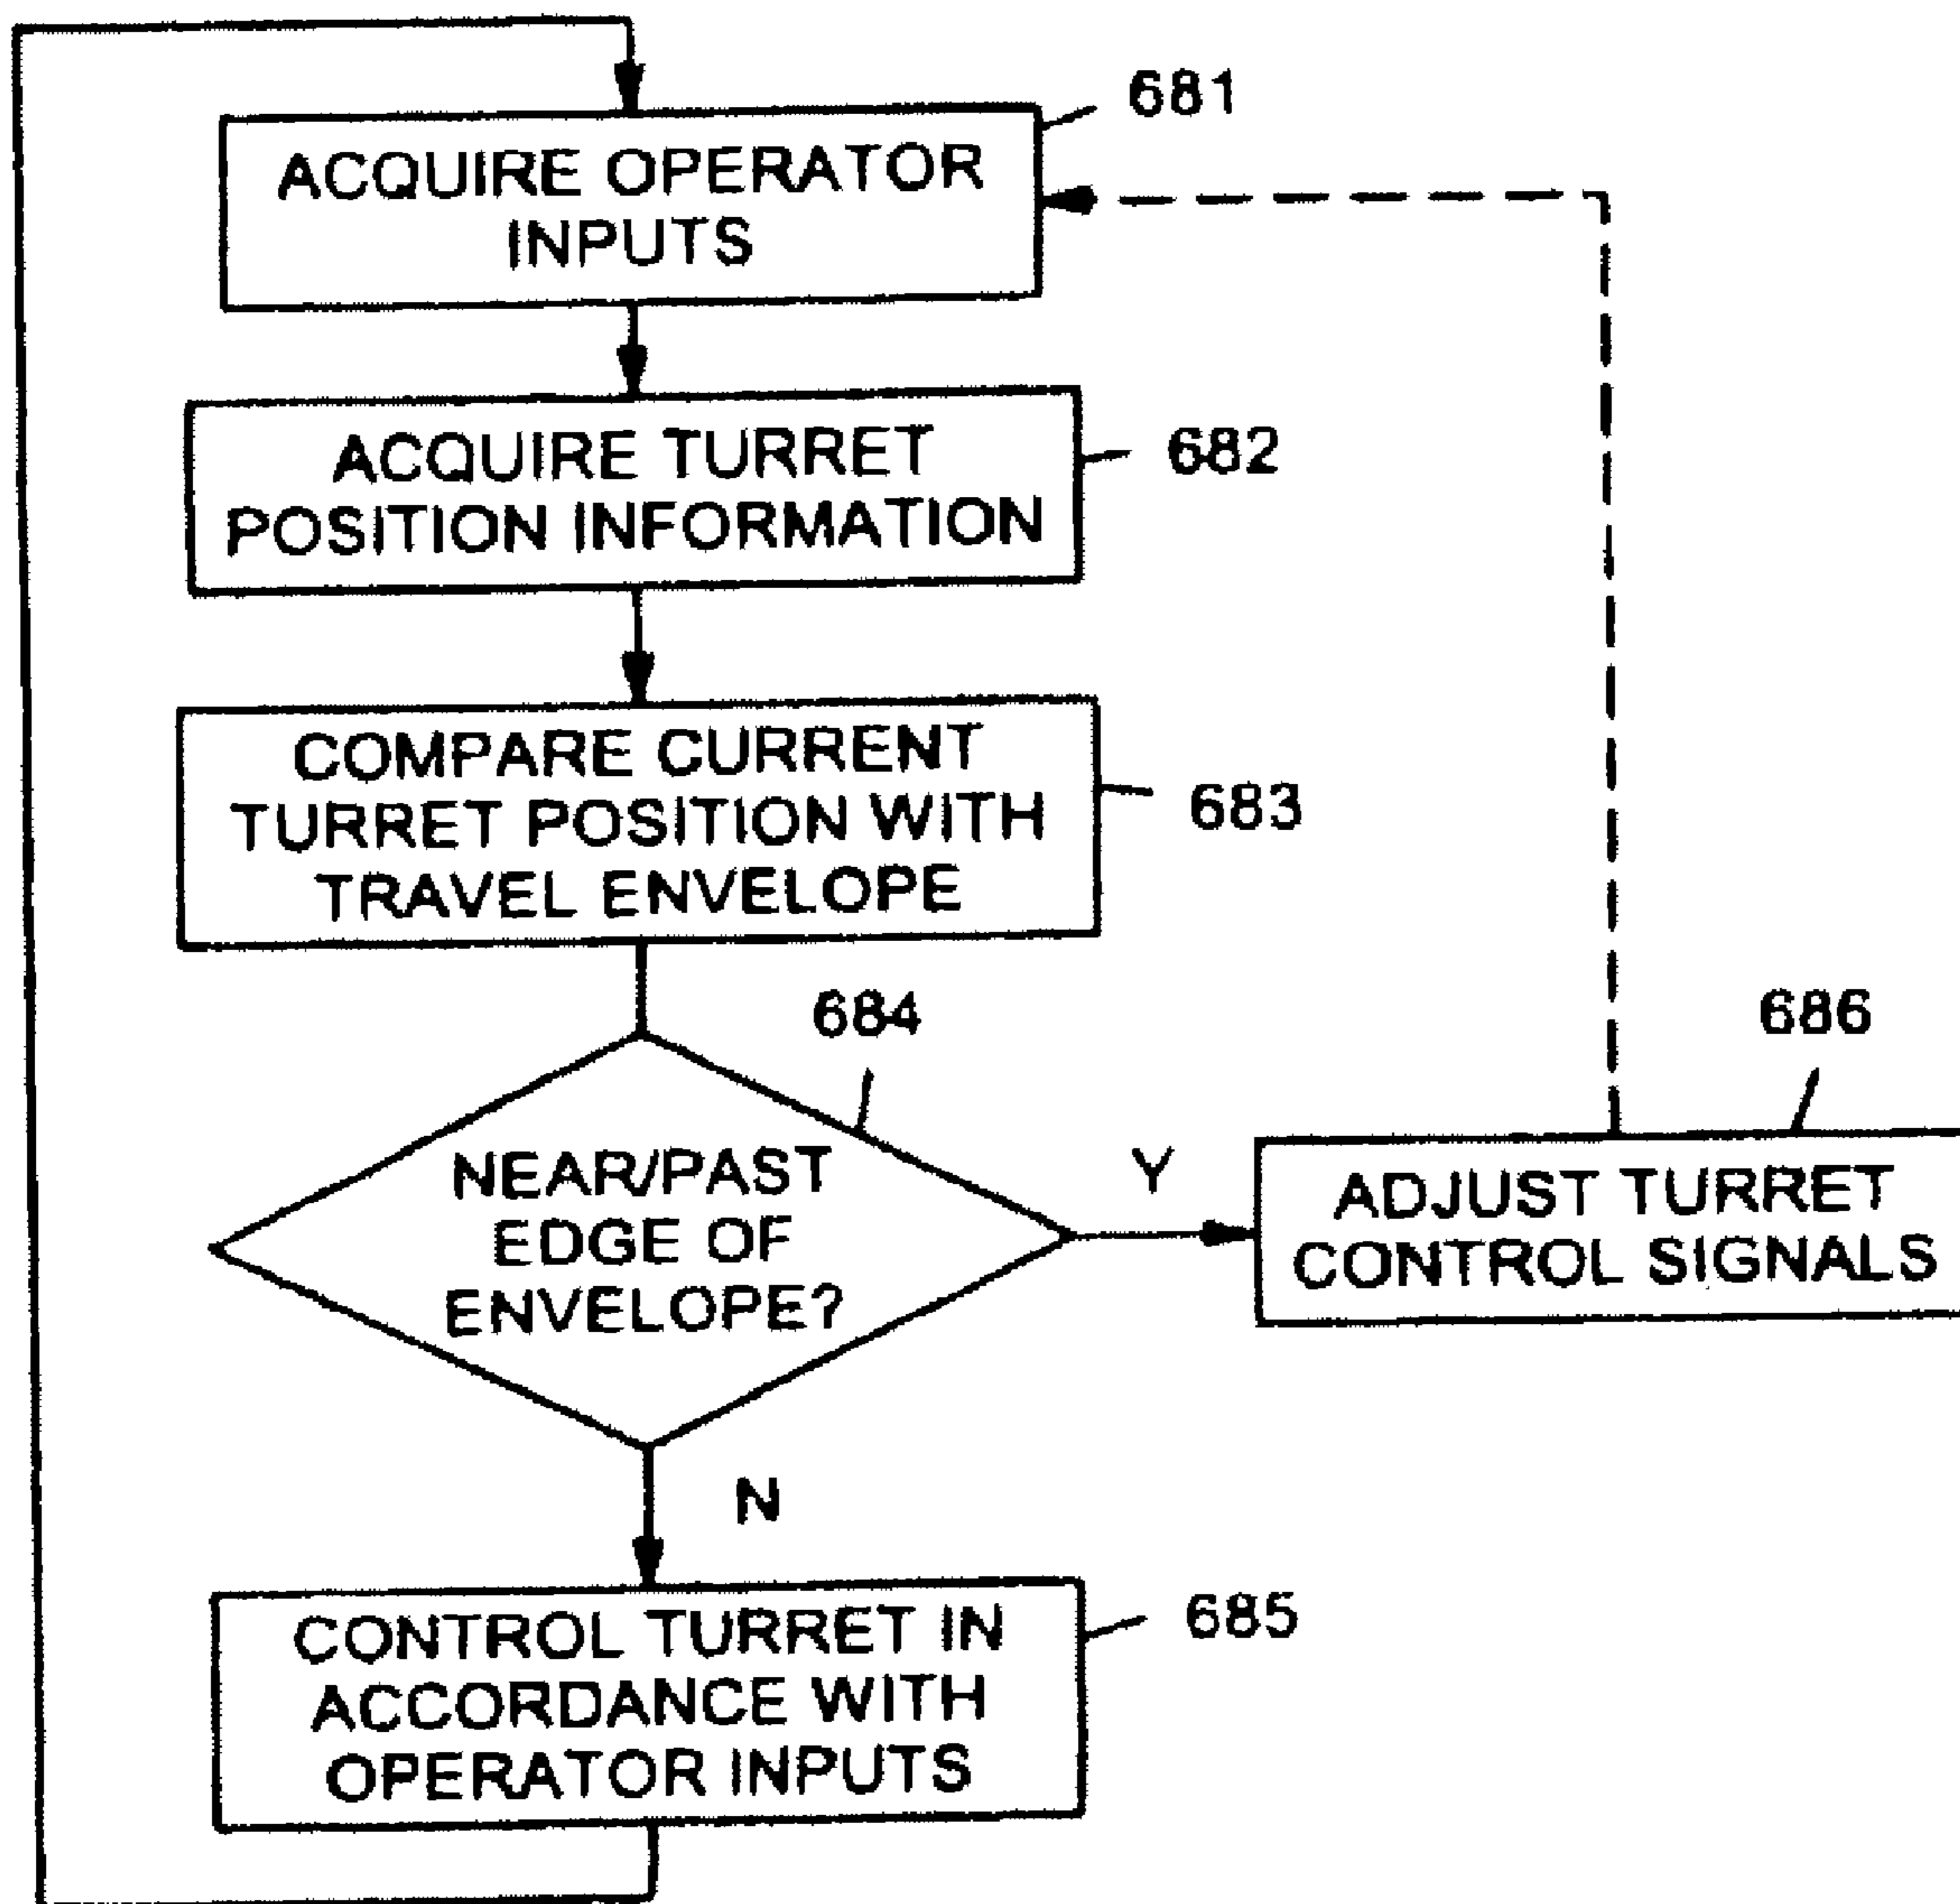 681
ACQUIRE OPERATOR
INPUTS
682
ACQUIRE TURRET
POSITION INFORMATION
683
COMPARE CURRENT
TURRET POSITION WITH
TRAVEL ENVELOPE
684
NEAR/PAST
EDGE OF
ENVELOPE?
Y
686
ADJUST TURRET
CONTROL SIGNALS
N
685
CONTROL TURRET IN
ACCORDANCE WITH
OPERATOR INPUTS